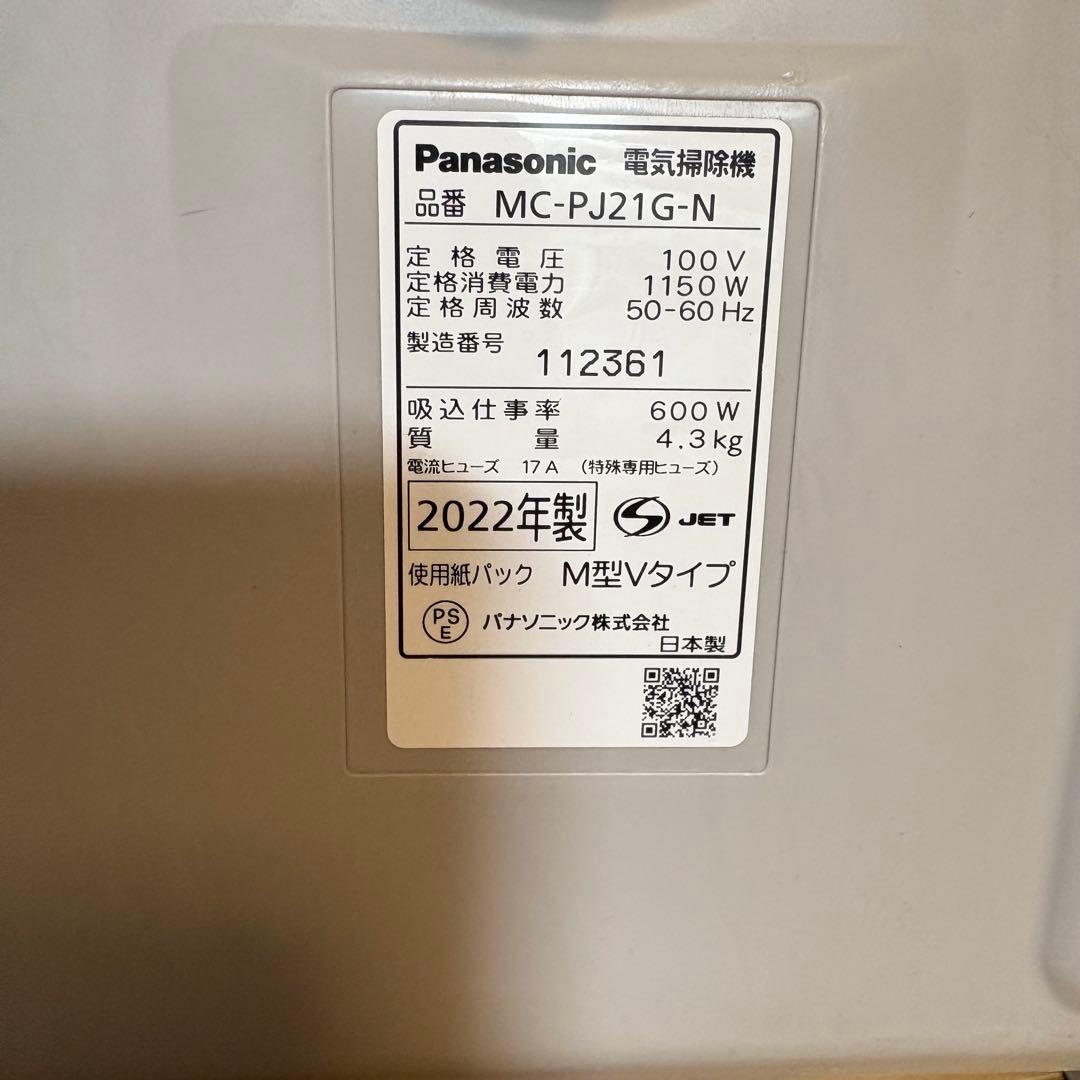 Panasonic 電気掃除機
品番 MC-PJ21G-N
定格電圧 100V
定格消費電力 1150W
定格周波数 50-60Hz
製造番号 112361
吸込仕事率 600W
質量 4.3kg
電流ヒューズ 17A (特殊専用ヒューズ)
2022年製 S JET
使用紙パック M型Vタイプ
PSE パナソニック株式会社
日本製